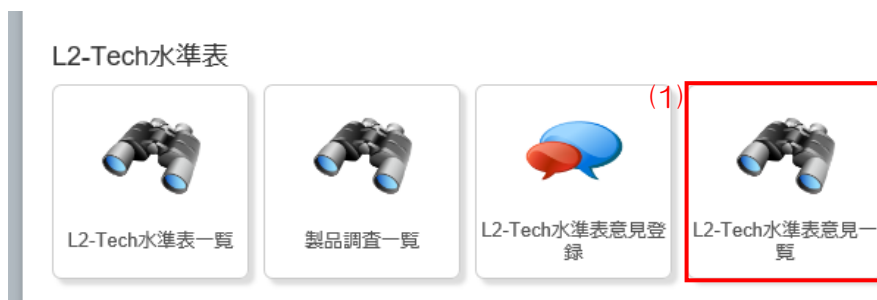 L2-Tech水準表
(1)
L2-Tech水準表一覧
製品調査一覧
L2-Tech水準表意見登
録
L2-Tech水準表意見一
覧